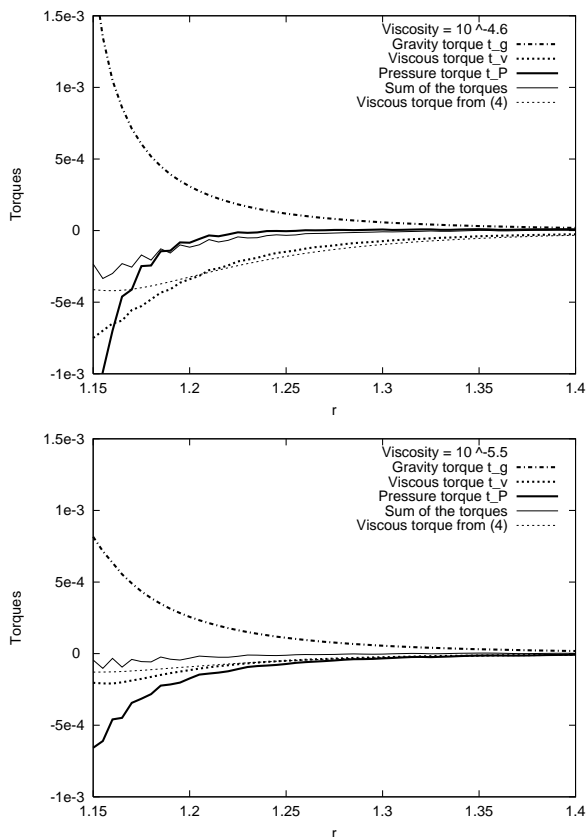 1.5e-3
Viscosity = 10 ^-4.6
Gravity torque t_g
Viscous torque t_v
Pressure torque t_P
Sum of the torques
Viscous torque from (4)
1e-3
5e-4
0
-5e-4
-1e-3
Torques
1.15 1.2 1.25 1.3 1.35 1.4
r
1.5e-3
Viscosity = 10 ^-5.5
Gravity torque t_g
Viscous torque t_v
Pressure torque t_P
Sum of the torques
Viscous torque from (4)
1e-3
5e-4
0
-5e-4
-1e-3
Torques
1.15 1.2 1.25 1.3 1.35 1.4
r